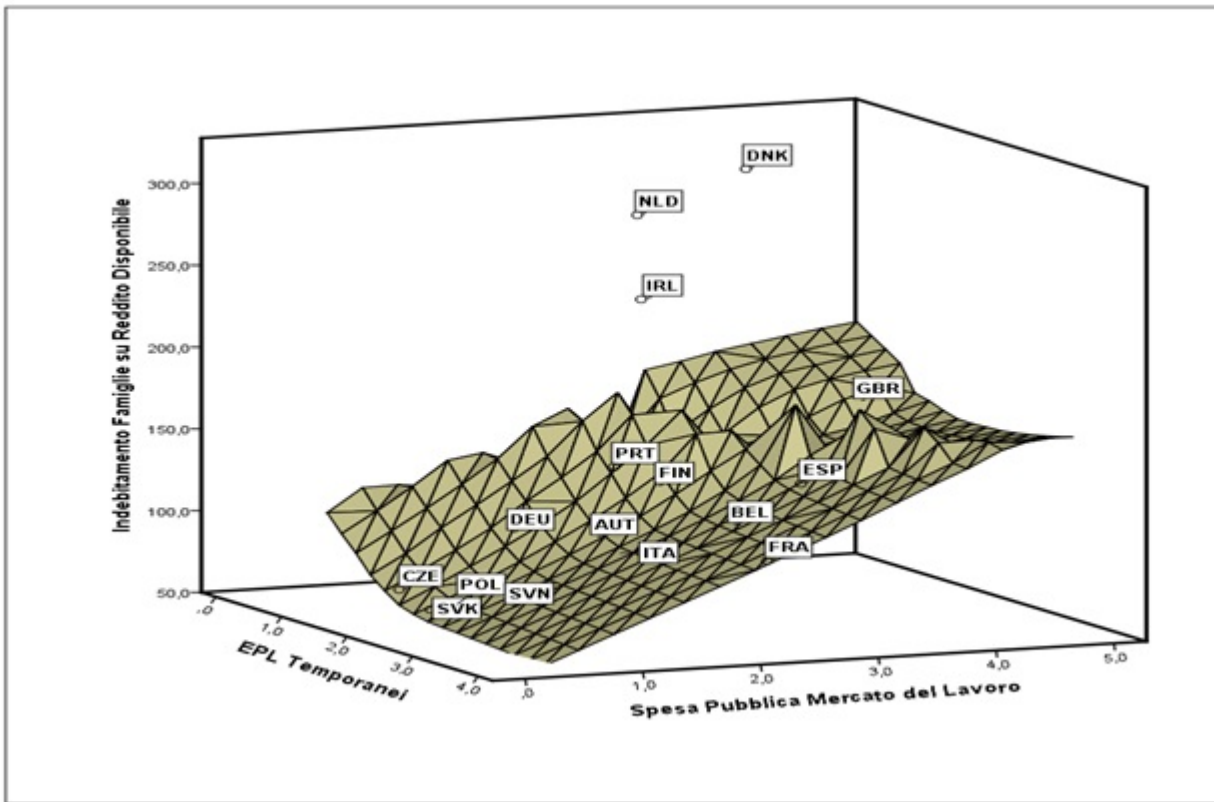 DNK
NLD
IRL
GBR
PRT
FIN
ESP
DEU
AUT
BEL
ITA
FRA
CZE
POL
SVN
SVK
Indebitamento Famiglie su Reddito Disponibile
300,0
250,0
200,0
150,0
100,0
50,0
,0
1,0
2,0
3,0
4,0
EPL Temporanei
,0
1,0
2,0
3,0
4,0
5,0
Spesa Pubblica Mercato del Lavoro